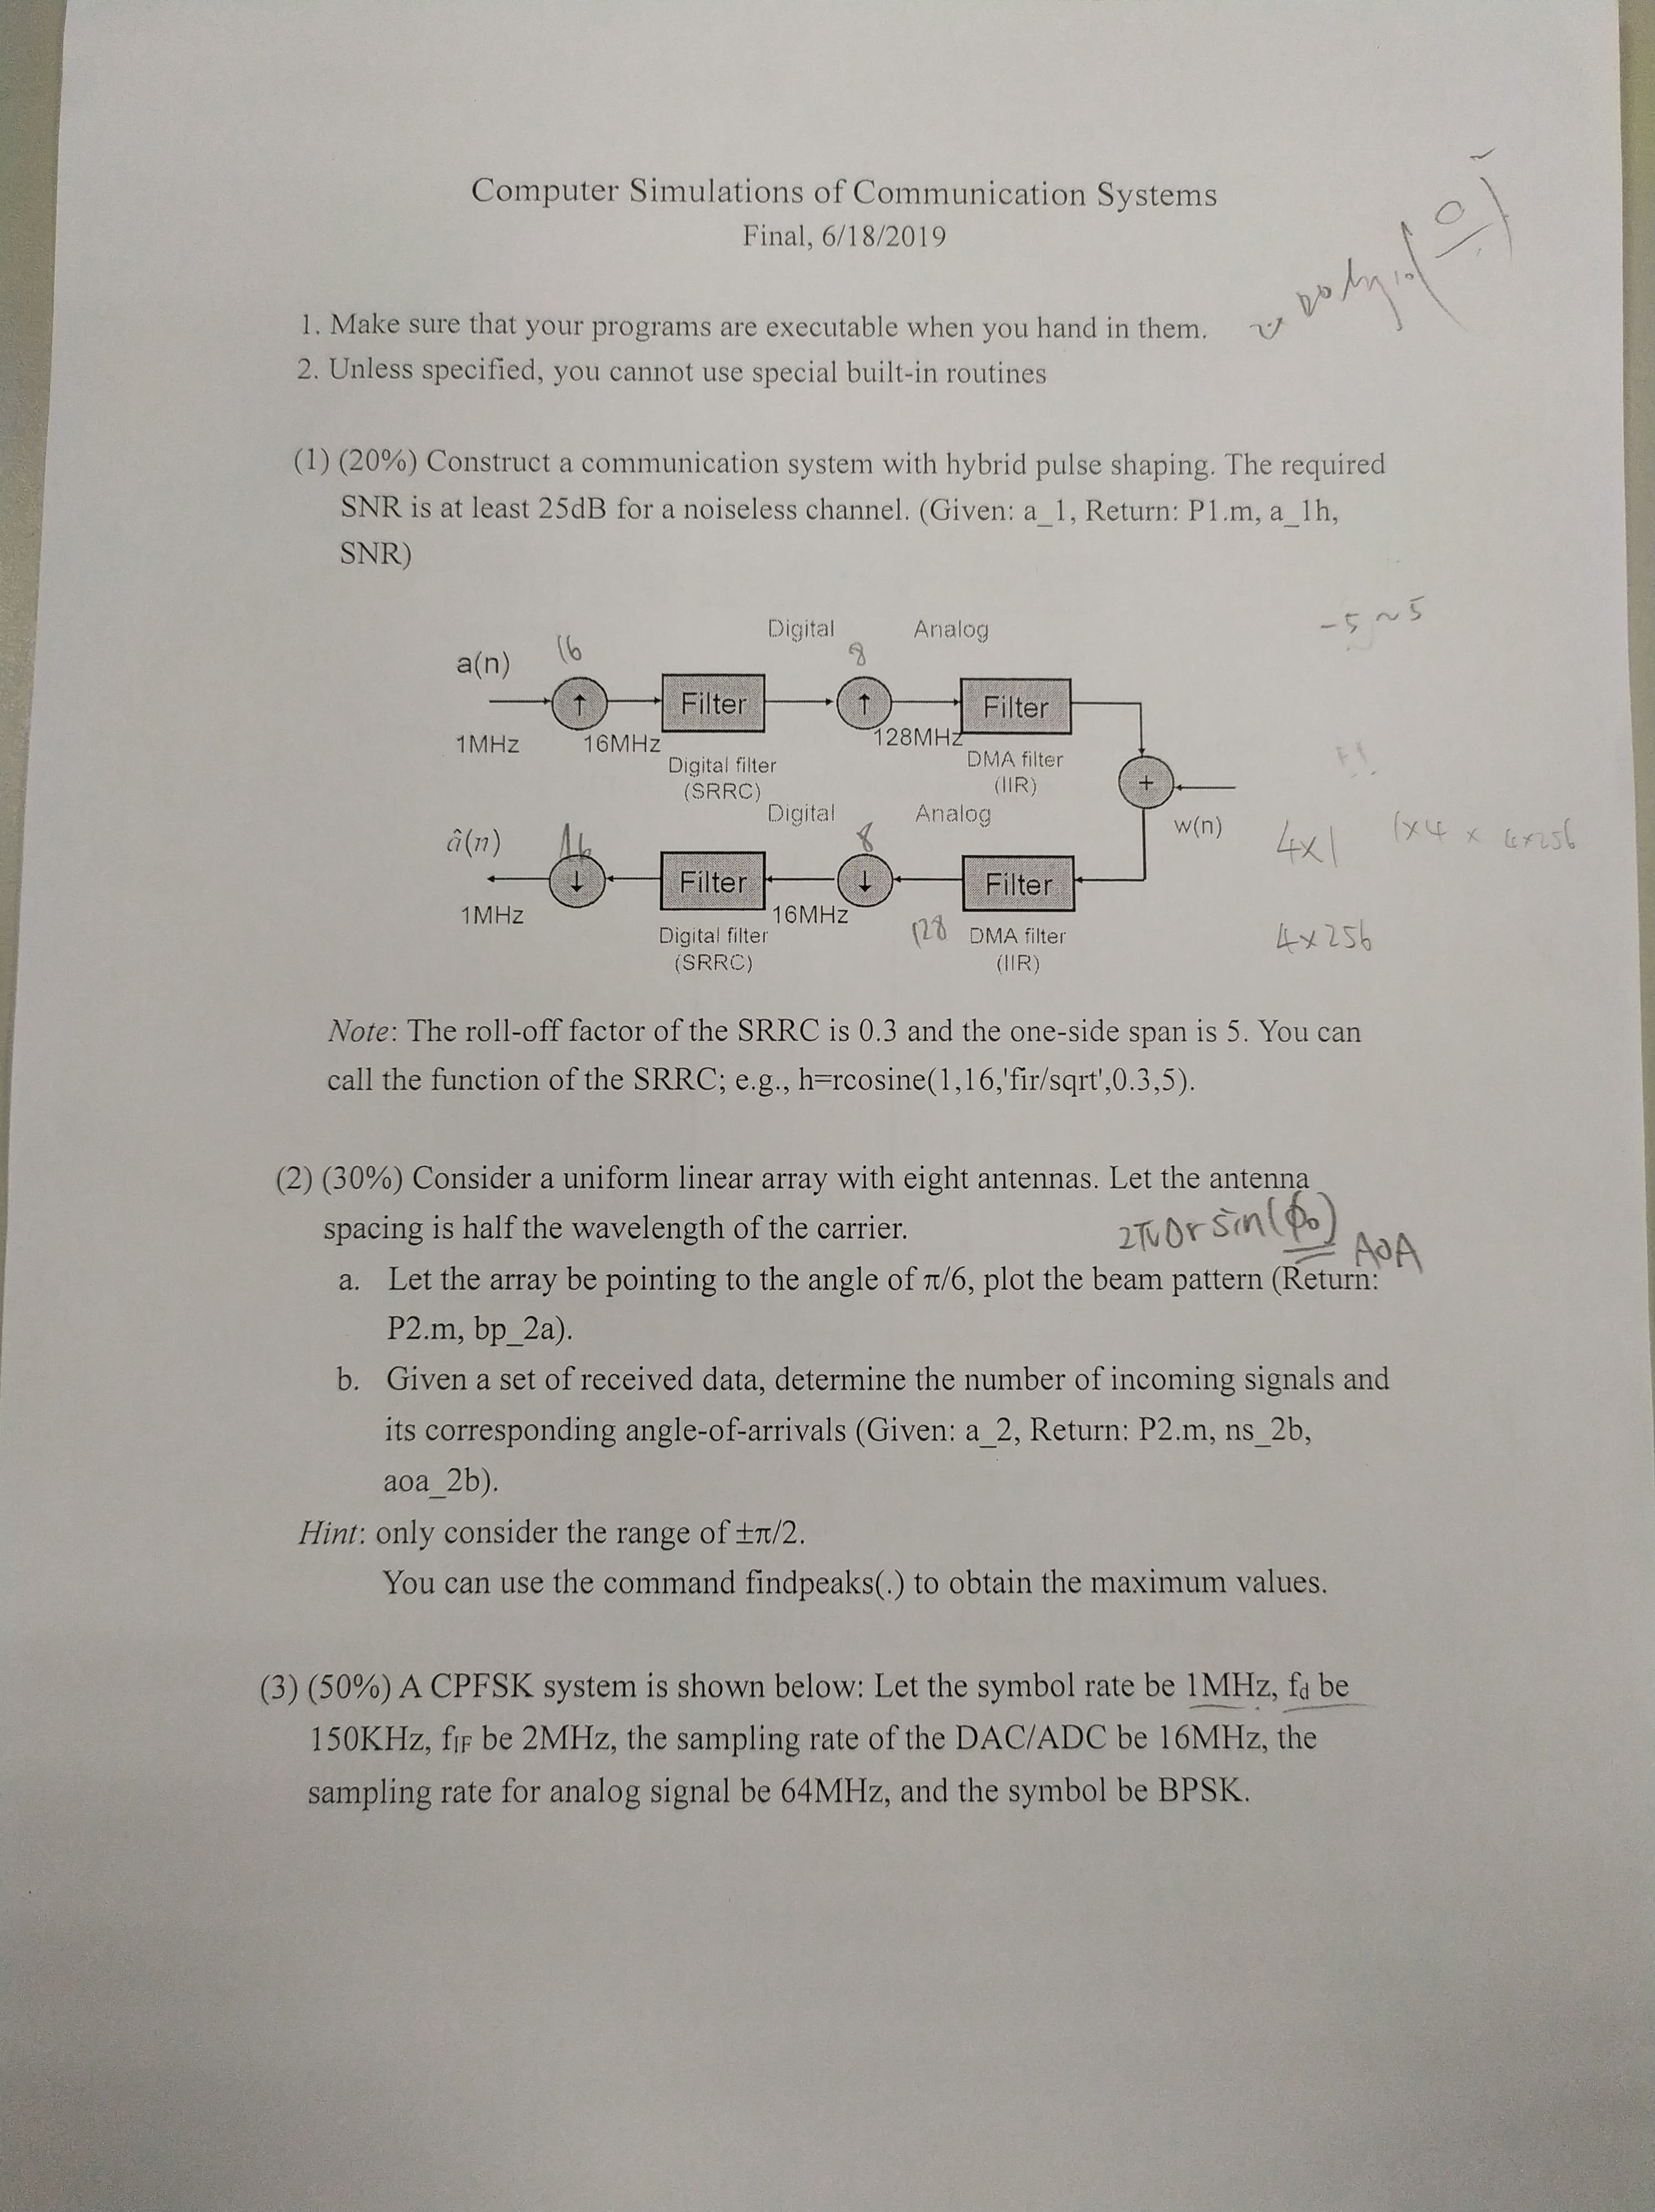 Computer Simulations of Communication Systems
Final, 6/18/2019
1. Make sure that your programs are executable when you hand in them.
2. Unless specified, you cannot use special built-in routines
(1) (20%) Construct a communication system with hybrid pulse shaping. The required
SNR is at least 25dB for a noiseless channel. (Given: a_1, Return: P1.m, a_1h,
SNR)
-5 ~ 5
Digital Analog
a(n) 16 8
↑ Filter ↑ Filter
1MHz 16MHz 128MHz
Digital filter DMA filter
(SRRC) (IIR)
+
w(n)
Digital Analog
â(n) 16 8
4x1 1x4 x 4x256
↓ Filter ↓ Filter
1MHz 16MHz 128
4x256
Digital filter DMA filter
(SRRC) (IIR)
Note: The roll-off factor of the SRRC is 0.3 and the one-side span is 5. You can
call the function of the SRRC; e.g., h=rcosine(1,16,'fir/sqrt',0.3,5).
(2) (30%) Consider a uniform linear array with eight antennas. Let the antenna
spacing is half the wavelength of the carrier.
2πΔr sin(ϕ₀)
AOA
a. Let the array be pointing to the angle of π/6, plot the beam pattern (Return:
P2.m, bp_2a).
b. Given a set of received data, determine the number of incoming signals and
its corresponding angle-of-arrivals (Given: a_2, Return: P2.m, ns_2b,
aoa_2b).
Hint: only consider the range of ±π/2.
You can use the command findpeaks(.) to obtain the maximum values.
(3) (50%) A CPFSK system is shown below: Let the symbol rate be 1MHz, fd be
150KHz, fIF be 2MHz, the sampling rate of the DAC/ADC be 16MHz, the
sampling rate for analog signal be 64MHz, and the symbol be BPSK.